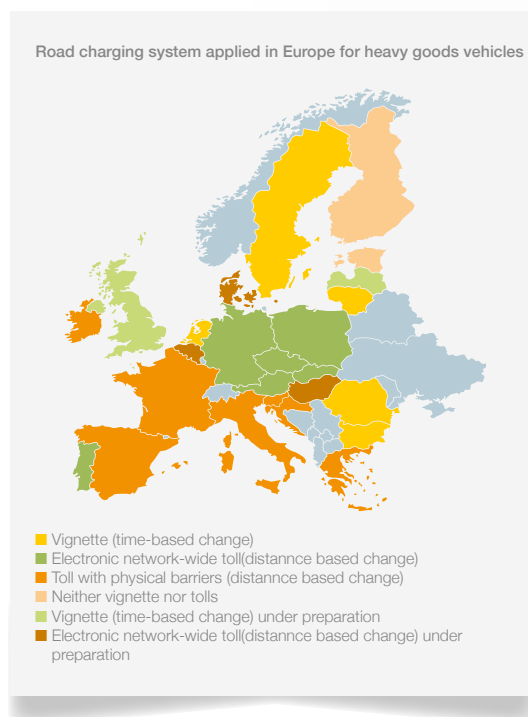 Road charging system applied in Europe for heavy goods vehicles
Vignette (time-based change)
Electronic network-wide toll(distannce based change)
Toll with physical barriers (distannce based change)
Neither vignette nor tolls
Vignette (time-based change) under preparation
Electronic network-wide toll(distannce based change) under
preparation